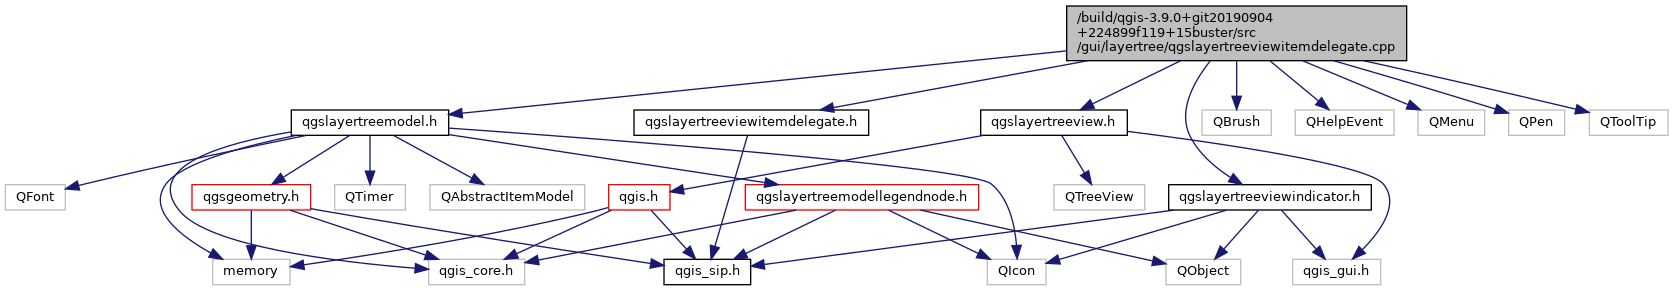 /build/qgis-3.9.0+git20190904
+224899f119+15buster/src
/gui/layertree/qgslayertreeviewitemdelegate.cpp
qgslayertreemodel.h
qgslayertreeviewitemdelegate.h
qgslayertreeview.h
QBrush
QHelpEvent
QMenu
QPen
QToolTip
QFont
qgsgeometry.h
QTimer
QAbstractItemModel
qgis.h
qgslayertreemodellegendnode.h
QTreeView
qgslayertreeviewindicator.h
memory
qgis_core.h
qgis_sip.h
QIcon
QObject
qgis_gui.h